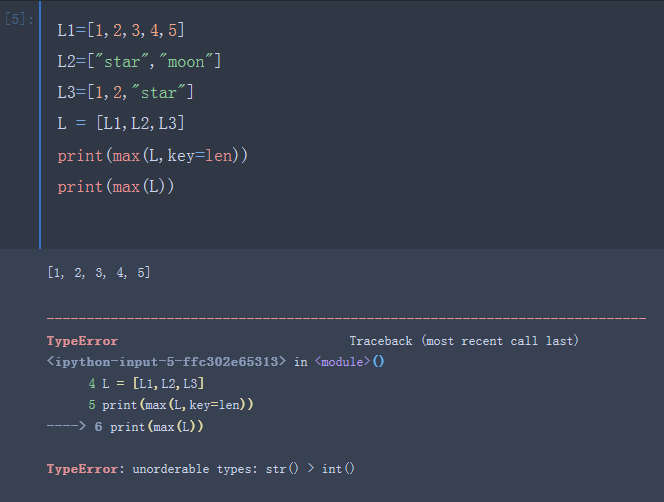 [5]:
L1=[1,2,3,4,5]
L2=["star","moon"]
L3=[1,2,"star"]
L = [L1,L2,L3]
print(max(L,key=len))
print(max(L))
[1, 2, 3, 4, 5]
---------------------------------------------------------------------------
TypeError                                 Traceback (most recent call last)
<ipython-input-5-ffc302e65313> in <module>()
      4 L = [L1,L2,L3]
      5 print(max(L,key=len))
----> 6 print(max(L))
TypeError: unorderable types: str() > int()